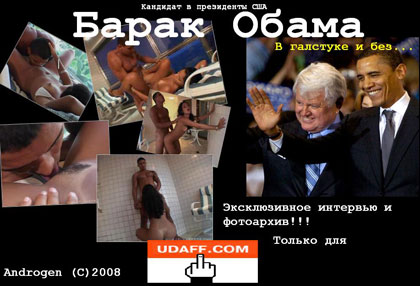 Кандидат в президенты США
Барак Обама
В галстуке и без...
Эксклюзивное интервью и
фотоархив!!!
Только для
UDAFF.COM
Androgen (C)2008